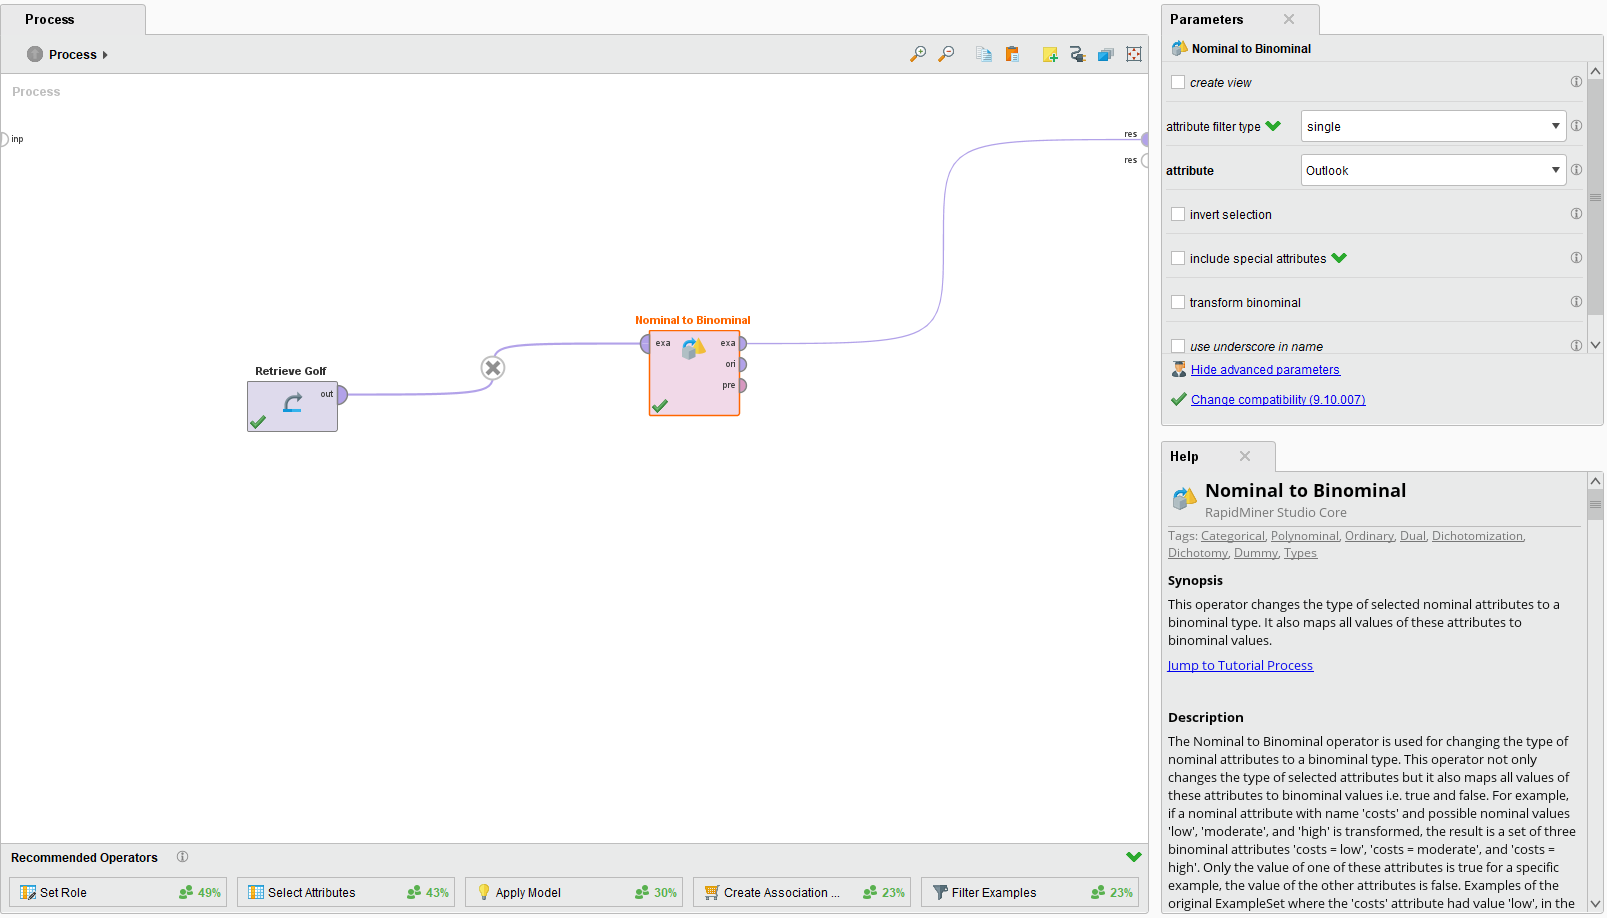 Process
Process
Process
inp
res
res
Nominal to Binominal
exa
exa
ori
pre
Retrieve Golf
out
Recommended Operators
Set Role 49%
Select Attributes 43%
Apply Model 30%
Create Association ... 23%
Filter Examples 23%
Parameters
Nominal to Binominal
create view
attribute filter type single
attribute Outlook
invert selection
include special attributes
transform binominal
use underscore in name
Hide advanced parameters
Change compatibility (9.10.007)
Help
Nominal to Binominal
RapidMiner Studio Core
Tags: Categorical, Polynominal, Ordinary, Dual, Dichotomization,
Dichotomy, Dummy, Types
Synopsis
This operator changes the type of selected nominal attributes to a
binominal type. It also maps all values of these attributes to
binominal values.
Jump to Tutorial Process
Description
The Nominal to Binominal operator is used for changing the type of
nominal attributes to a binominal type. This operator not only
changes the type of selected attributes but it also maps all values of
these attributes to binominal values i.e. true and false. For example,
if a nominal attribute with name 'costs' and possible nominal values
'low', 'moderate', and 'high' is transformed, the result is a set of three
binominal attributes 'costs = low', 'costs = moderate', and 'costs =
high'. Only the value of one of these attributes is true for a specific
example, the value of the other attributes is false. Examples of the
original ExampleSet where the 'costs' attribute had value 'low', in the